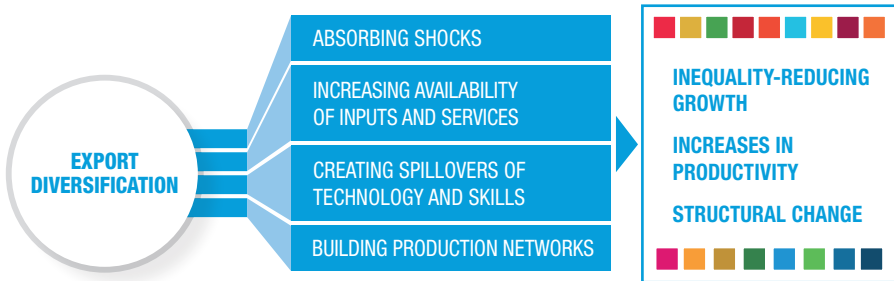 EXPORT
DIVERSIFICATION
ABSORBING SHOCKS
INCREASING AVAILABILITY
OF INPUTS AND SERVICES
CREATING SPILLOVERS OF
TECHNOLOGY AND SKILLS
BUILDING PRODUCTION NETWORKS
INEQUALITY-REDUCING
GROWTH
INCREASES IN
PRODUCTIVITY
STRUCTURAL CHANGE